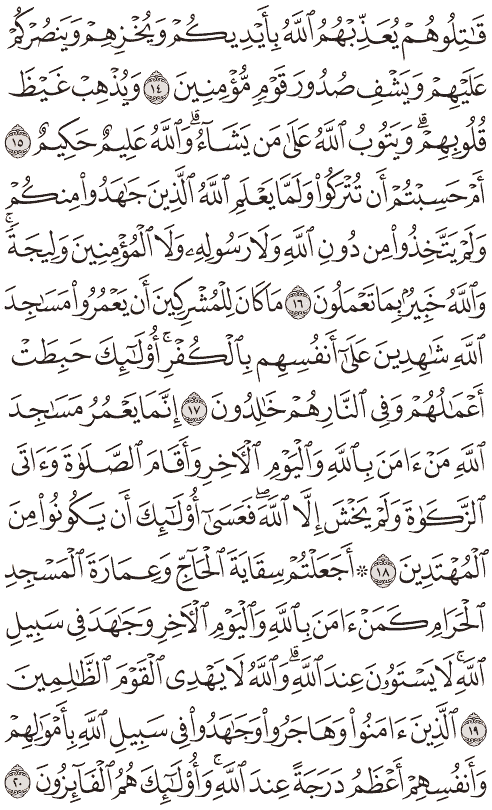 قَٰتِلُوهُمْ يُعَذِّبْهُمُ ٱللَّهُ بِأَيْدِيكُمْ وَيُخْزِهِمْ وَيَنصُرْكُمْ
عَلَيْهِمْ وَيَشْفِ صُدُورَ قَوْمٍ مُّؤْمِنِينَ ١٤ وَيُذْهِبْ غَيْظَ
قُلُوبِهِمْ ۗ وَيَتُوبُ ٱللَّهُ عَلَىٰ مَن يَشَآءُ ۗ وَٱللَّهُ عَلِيمٌ حَكِيمٌ ١٥
أَمْ حَسِبْتُمْ أَن تُتْرَكُوا۟ وَلَمَّا يَعْلَمِ ٱللَّهُ ٱلَّذِينَ جَٰهَدُوا۟ مِنكُمْ
وَلَمْ يَتَّخِذُوا۟ مِن دُونِ ٱللَّهِ وَلَا رَسُولِهِۦ وَلَا ٱلْمُؤْمِنِينَ وَلِيجَةً ۚ
وَٱللَّهُ خَبِيرٌۢ بِمَا تَعْمَلُونَ ١٦ مَا كَانَ لِلْمُشْرِكِينَ أَن يَعْمُرُوا۟ مَسَٰجِدَ
ٱللَّهِ شَٰهِدِينَ عَلَىٰٓ أَنفُسِهِم بِٱلْكُفْرِ ۚ أُو۟لَٰٓئِكَ حَبِطَتْ
أَعْمَٰلُهُمْ وَفِى ٱلنَّارِ هُمْ خَٰلِدُونَ ١٧ إِنَّمَا يَعْمُرُ مَسَٰجِدَ
ٱللَّهِ مَنْ ءَامَنَ بِٱللَّهِ وَٱلْيَوْمِ ٱلْءَاخِرِ وَأَقَامَ ٱلصَّلَوٰةَ وَءَاتَى
ٱلزَّكَوٰةَ وَلَمْ يَخْشَ إِلَّا ٱللَّهَ ۖ فَعَسَىٰٓ أُو۟لَٰٓئِكَ أَن يَكُونُوا۟ مِنَ
ٱلْمُهْتَدِينَ ١٨ ۞ أَجَعَلْتُمْ سِقَايَةَ ٱلْحَآجِّ وَعِمَارَةَ ٱلْمَسْجِدِ
ٱلْحَرَامِ كَمَنْ ءَامَنَ بِٱللَّهِ وَٱلْيَوْمِ ٱلْءَاخِرِ وَجَٰهَدَ فِى سَبِيلِ
ٱللَّهِ ۚ لَا يَسْتَوُۥنَ عِندَ ٱللَّهِ ۗ وَٱللَّهُ لَا يَهْدِى ٱلْقَوْمَ ٱلظَّٰلِمِينَ
١٩ ٱلَّذِينَ ءَامَنُوا۟ وَهَاجَرُوا۟ وَجَٰهَدُوا۟ فِى سَبِيلِ ٱللَّهِ بِأَمْوَٰلِهِمْ
وَأَنفُسِهِمْ أَعْظَمُ دَرَجَةً عِندَ ٱللَّهِ ۚ وَأُو۟لَٰٓئِكَ هُمُ ٱلْفَآئِزُونَ ٢٠